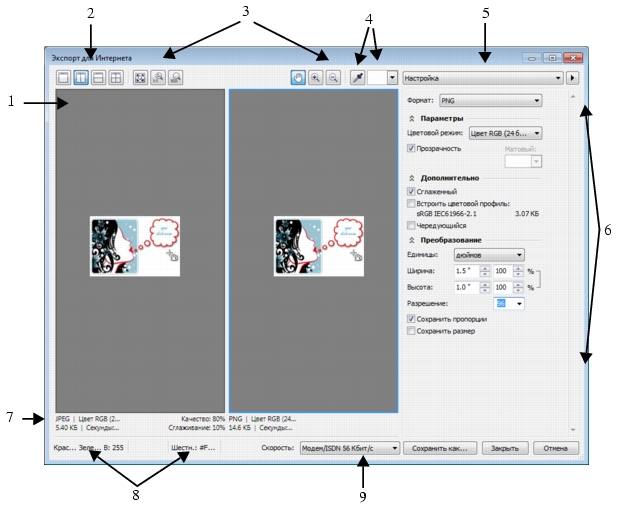 2
3
4
5
Экспорт для Интернета
Настройка
1
Формат: PNG
Параметры
Цветовой режим: Цвет RGB (24 б...
Прозрачность
Матовый:
Дополнительно
Сглаженный
Встроить цветовой профиль:
sRGB IEC61966-2.1 3.07 КБ
Чередующийся
6
Преобразование
Единицы: дюймов
Ширина: 1.5 " 100 %
Высота: 1.0 " 100 %
Разрешение: 96
Сохранить пропорции
Сохранить размер
7
JPEG | Цвет RGB (2... Качество: 80%
5.40 КБ | Секунды:... Сглаживание: 10%
PNG | Цвет RGB (24...
14.6 КБ | Секунды:...
Крас... Зеле... В: 255 Шестн.: #F...
Скорость: Модем/ISDN 56 Кбит/с
Сохранить как... Закрыть Отмена
8
9